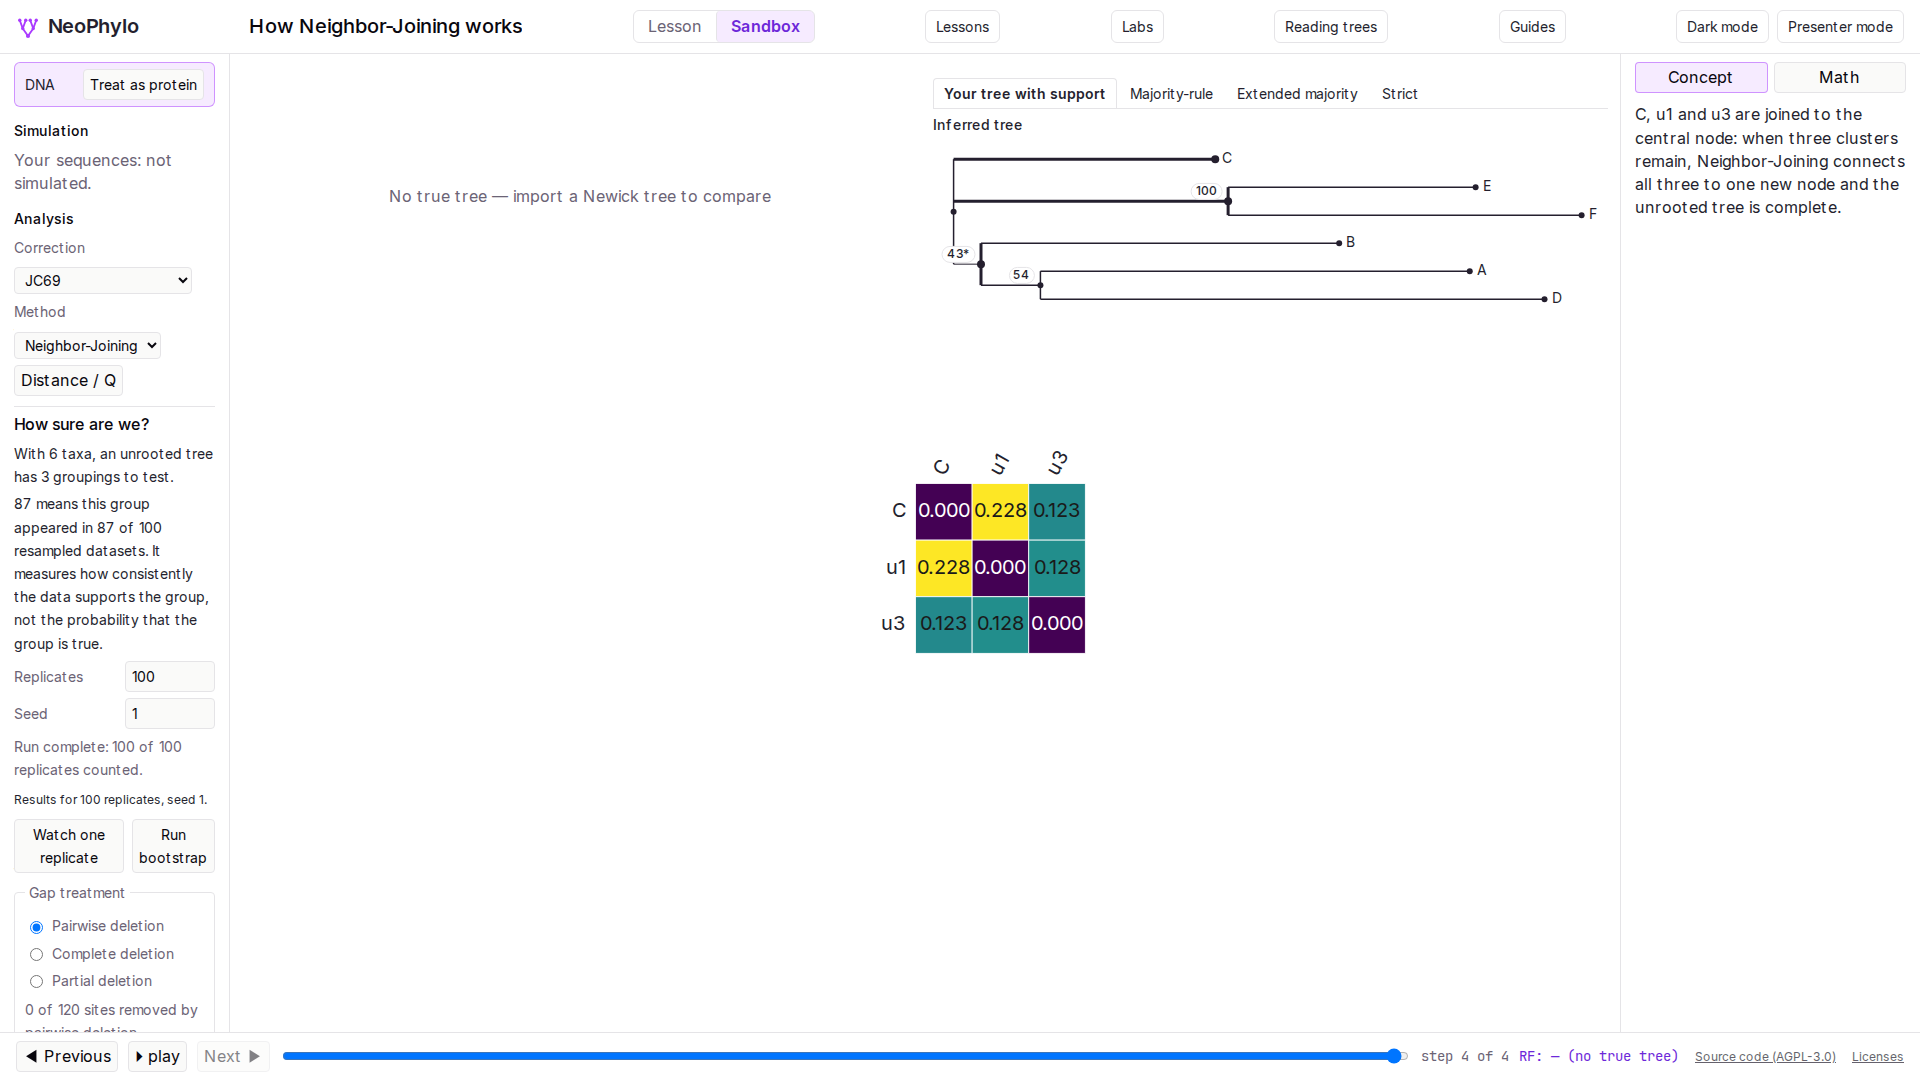 NeoPhylo
How Neighbor-Joining works
Lesson
Sandbox
Lessons
Labs
Reading trees
Guides
Dark mode
Presenter mode
DNA
Treat as protein
Simulation
Your sequences: not
simulated.
Analysis
Correction
JC69
Method
Neighbor-Joining
Distance / Q
How sure are we?
With 6 taxa, an unrooted tree
has 3 groupings to test.
87 means this group
appeared in 87 of 100
resampled datasets. It
measures how consistently
the data supports the group,
not the probability that the
group is true.
Replicates
100
Seed
1
Run complete: 100 of 100
replicates counted.
Results for 100 replicates, seed 1.
Watch one
replicate
Run
bootstrap
Gap treatment
Pairwise deletion
Complete deletion
Partial deletion
0 of 120 sites removed by
pairwise deletion
No true tree — import a Newick tree to compare
Your tree with support
Majority-rule
Extended majority
Strict
Inferred tree
C
100
E
F
B
43*
54
A
D
C u1 u3
C 0.000 0.228 0.123
u1 0.228 0.000 0.128
u3 0.123 0.128 0.000
Concept
Math
C, u1 and u3 are joined to the
central node: when three clusters
remain, Neighbor-Joining connects
all three to one new node and the
unrooted tree is complete.
Previous
play
Next
step 4 of 4
RF: — (no true tree)
Source code (AGPL-3.0)
Licenses